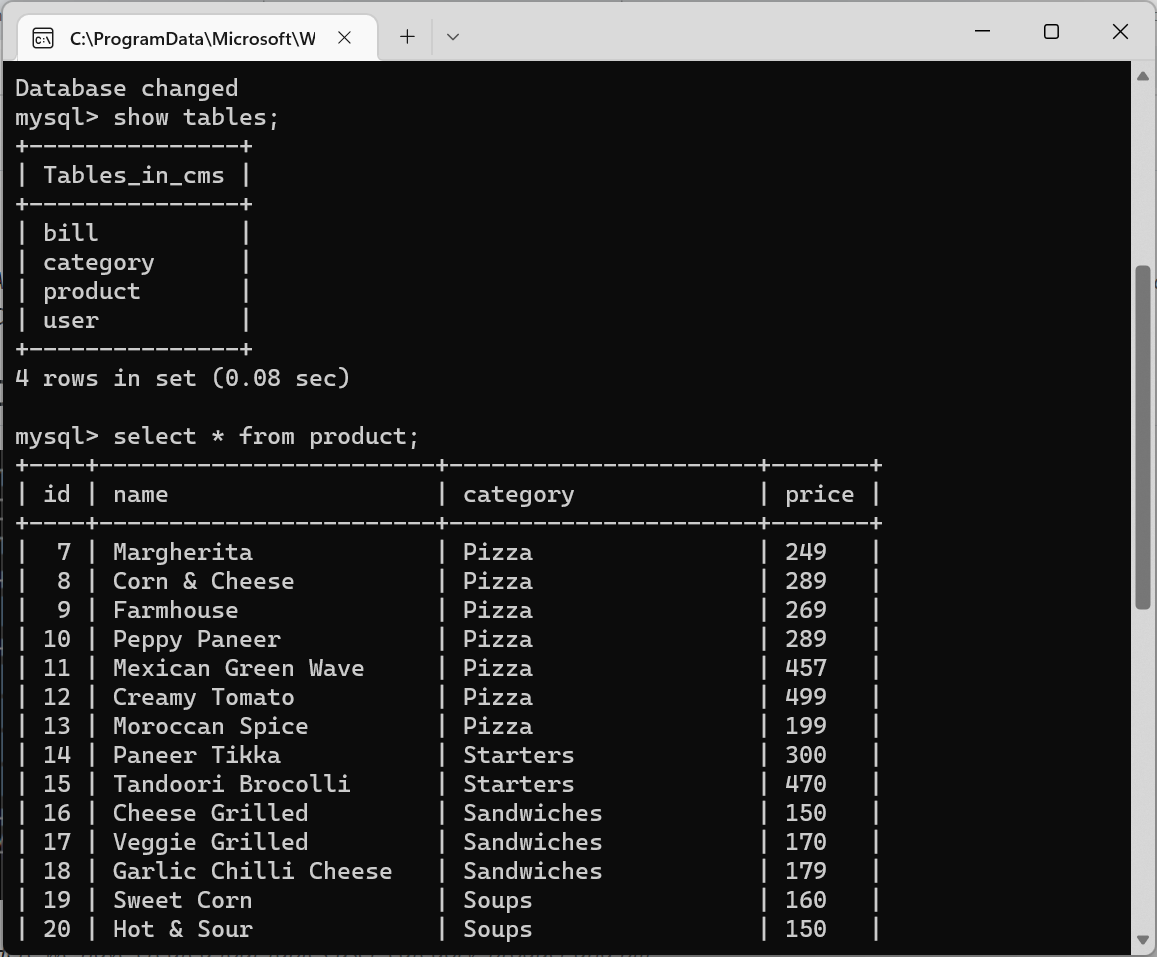 C:\ProgramData\Microsoft\W
Database changed
mysql> show tables;
+---------------+
| Tables_in_cms |
+---------------+
| bill          |
| category      |
| product       |
| user          |
+---------------+
4 rows in set (0.08 sec)
mysql> select * from product;
+----+------------------------+----------------------+-------+
| id | name                   | category             | price |
+----+------------------------+----------------------+-------+
|  7 | Margherita             | Pizza                | 249   |
|  8 | Corn & Cheese          | Pizza                | 289   |
|  9 | Farmhouse              | Pizza                | 269   |
| 10 | Peppy Paneer           | Pizza                | 289   |
| 11 | Mexican Green Wave     | Pizza                | 457   |
| 12 | Creamy Tomato          | Pizza                | 499   |
| 13 | Moroccan Spice         | Pizza                | 199   |
| 14 | Paneer Tikka           | Starters             | 300   |
| 15 | Tandoori Brocolli      | Starters             | 470   |
| 16 | Cheese Grilled         | Sandwiches           | 150   |
| 17 | Veggie Grilled         | Sandwiches           | 170   |
| 18 | Garlic Chilli Cheese   | Sandwiches           | 179   |
| 19 | Sweet Corn             | Soups                | 160   |
| 20 | Hot & Sour             | Soups                | 150   |